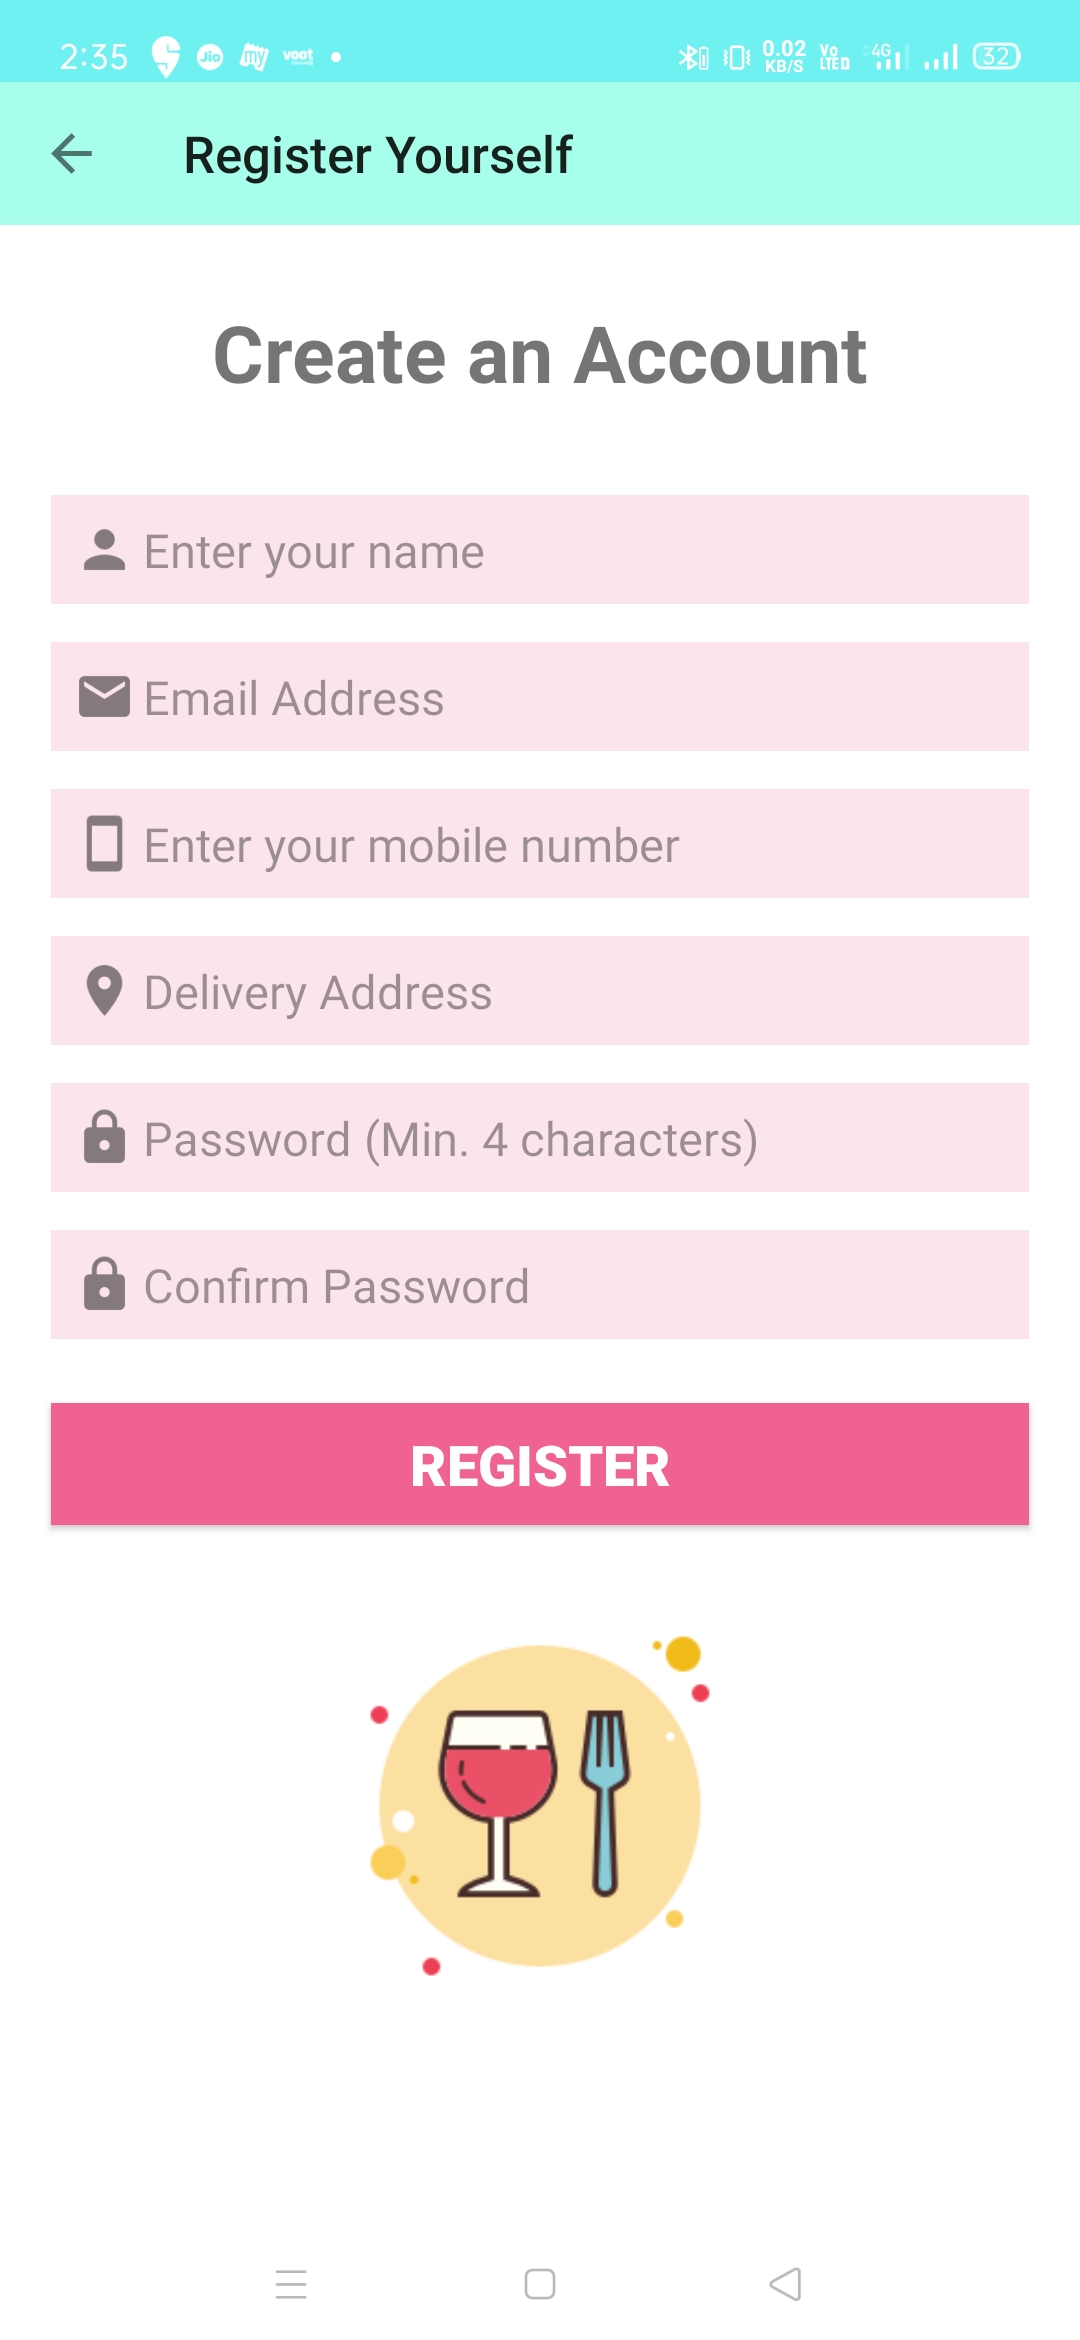 2:35 Jio my voot 0.02 KB/S Vo LTE 4G 32
Register Yourself
Create an Account
Enter your name
Email Address
Enter your mobile number
Delivery Address
Password (Min. 4 characters)
Confirm Password
REGISTER